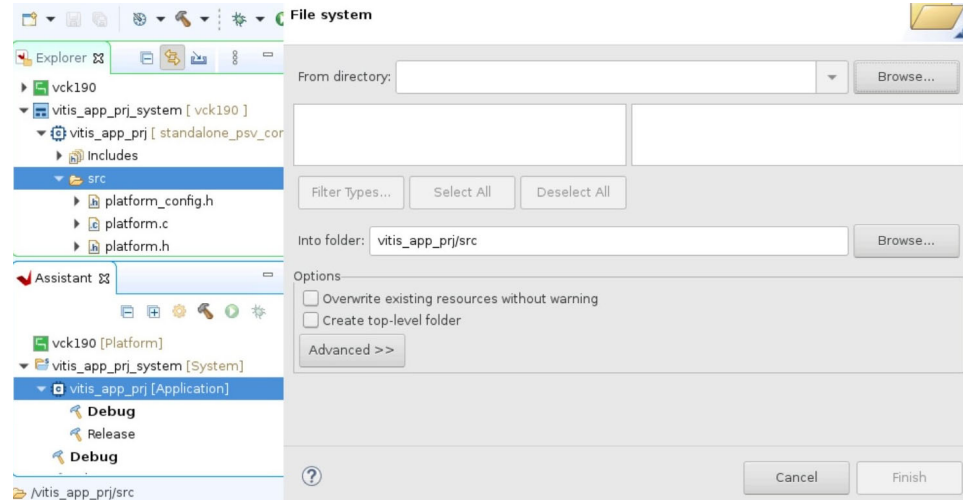 File system
Explorer
vck190
vitis_app_prj_system [ vck190 ]
vitis_app_prj [ standalone_psv_cor
Includes
src
platform_config.h
platform.c
platform.h
Assistant
vck190 [Platform]
vitis_app_prj_system [System]
vitis_app_prj [Application]
Debug
Release
Debug
/vitis_app_prj/src
From directory:
Browse...
Filter Types...
Select All
Deselect All
Into folder:
vitis_app_prj/src
Browse...
Options
Overwrite existing resources without warning
Create top-level folder
Advanced >>
Cancel
Finish